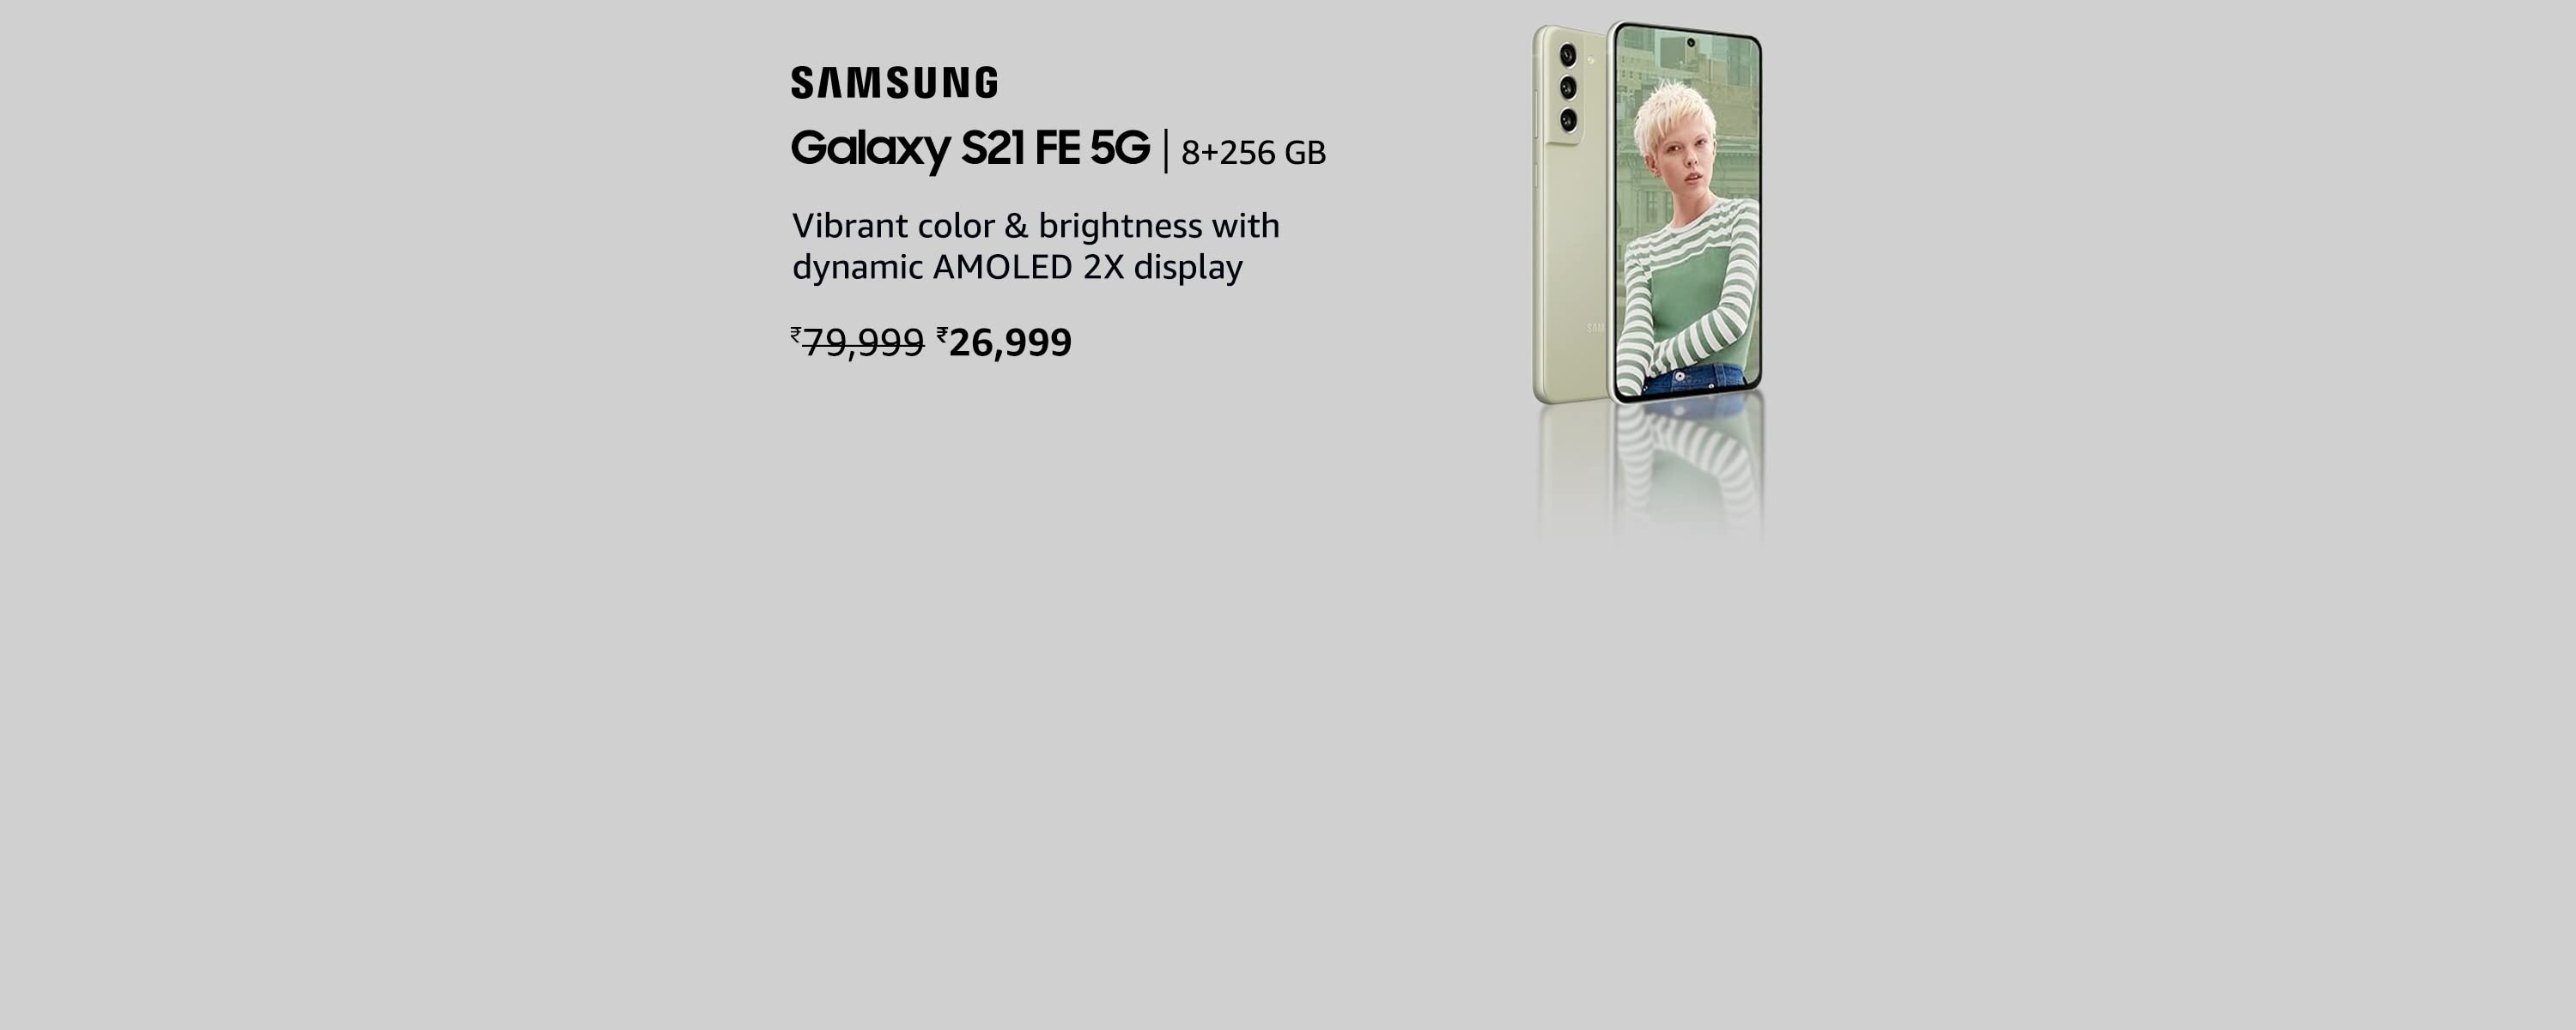 SAMSUNG
Galaxy S21 FE 5G | 8+256 GB
Vibrant color & brightness with
dynamic AMOLED 2X display
₹79,999 ₹26,999
SAM